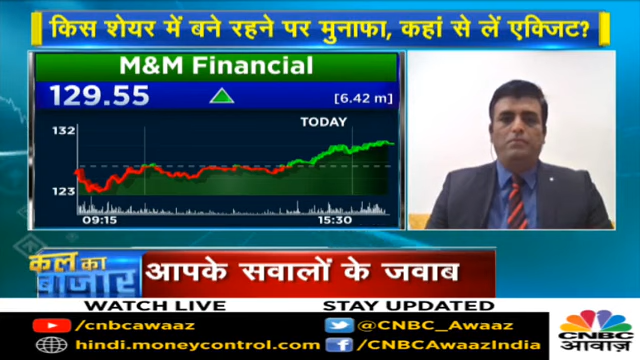 किस शेयर में बने रहने पर मुनाफा, कहां से लें एक्जिट?
M&M Financial
129.55
[6.42 m]
TODAY
132
123
09:15
15:30
कल का
बाजार
आपके सवालों के जवाब
WATCH LIVE
STAY UPDATED
/cnbcawaaz
@CNBC_Awaaz
hindi.moneycontrol.com
/CNBCAwaazIndia
CNBC
आवाज़